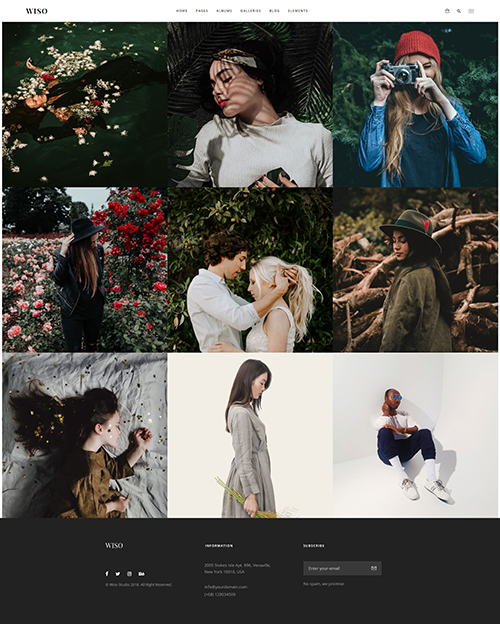 WISO
HOME PAGES ALBUMS GALLERIES BLOG ELEMENTS
WISO
INFORMATION
SUBSCRIBE
2005 Stokes Isle Apt. 896, Venaville,
New York 10010, USA
Enter your email
info@yourdomain.com
(+68) 120034509
No spam, we promise
© Wiso Studio 2018. All Right Reserved.